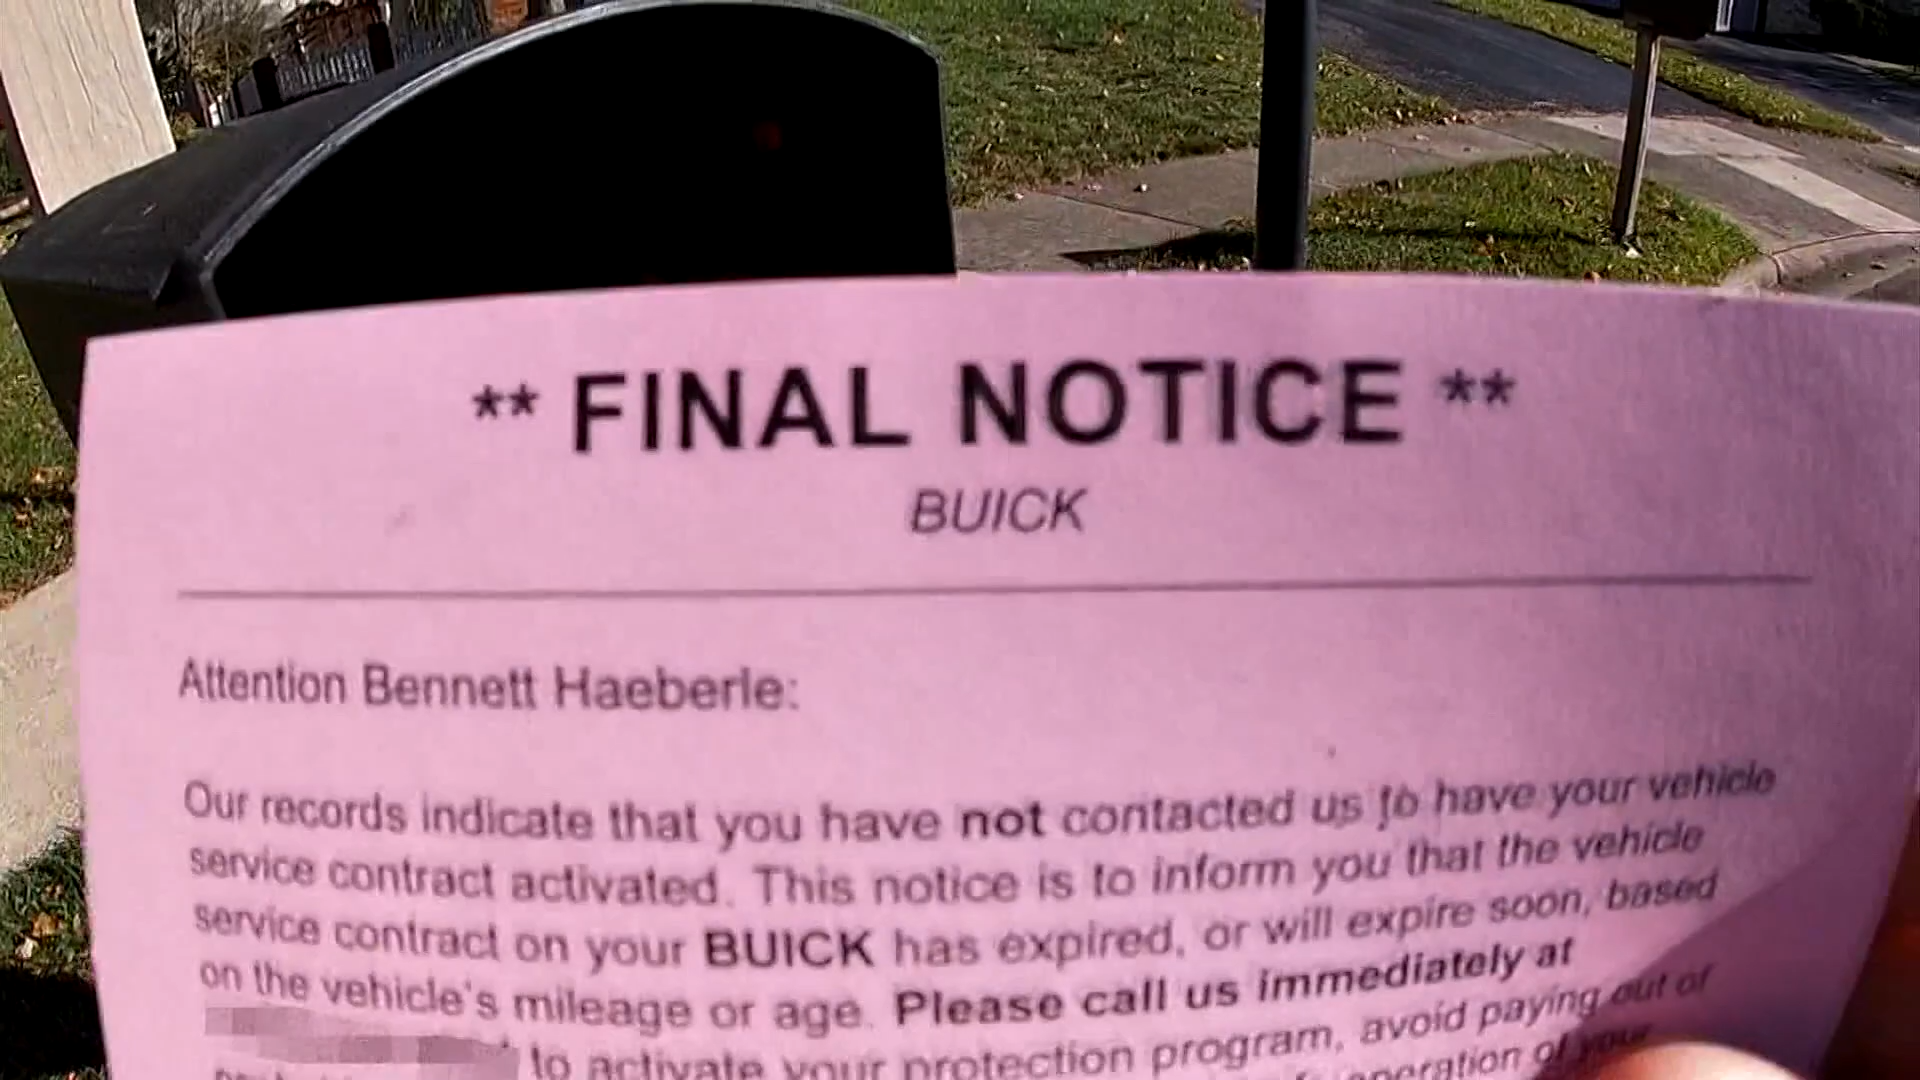 ** FINAL NOTICE **
BUICK
Attention Bennett Haeberle:
Our records indicate that you have not contacted us to have your vehicle
service contract activated. This notice is to inform you that the vehicle
service contract on your BUICK has expired, or will expire soon, based
on the vehicle's mileage or age. Please call us immediately at
to activate your protection program, avoid paying out of
operation of your